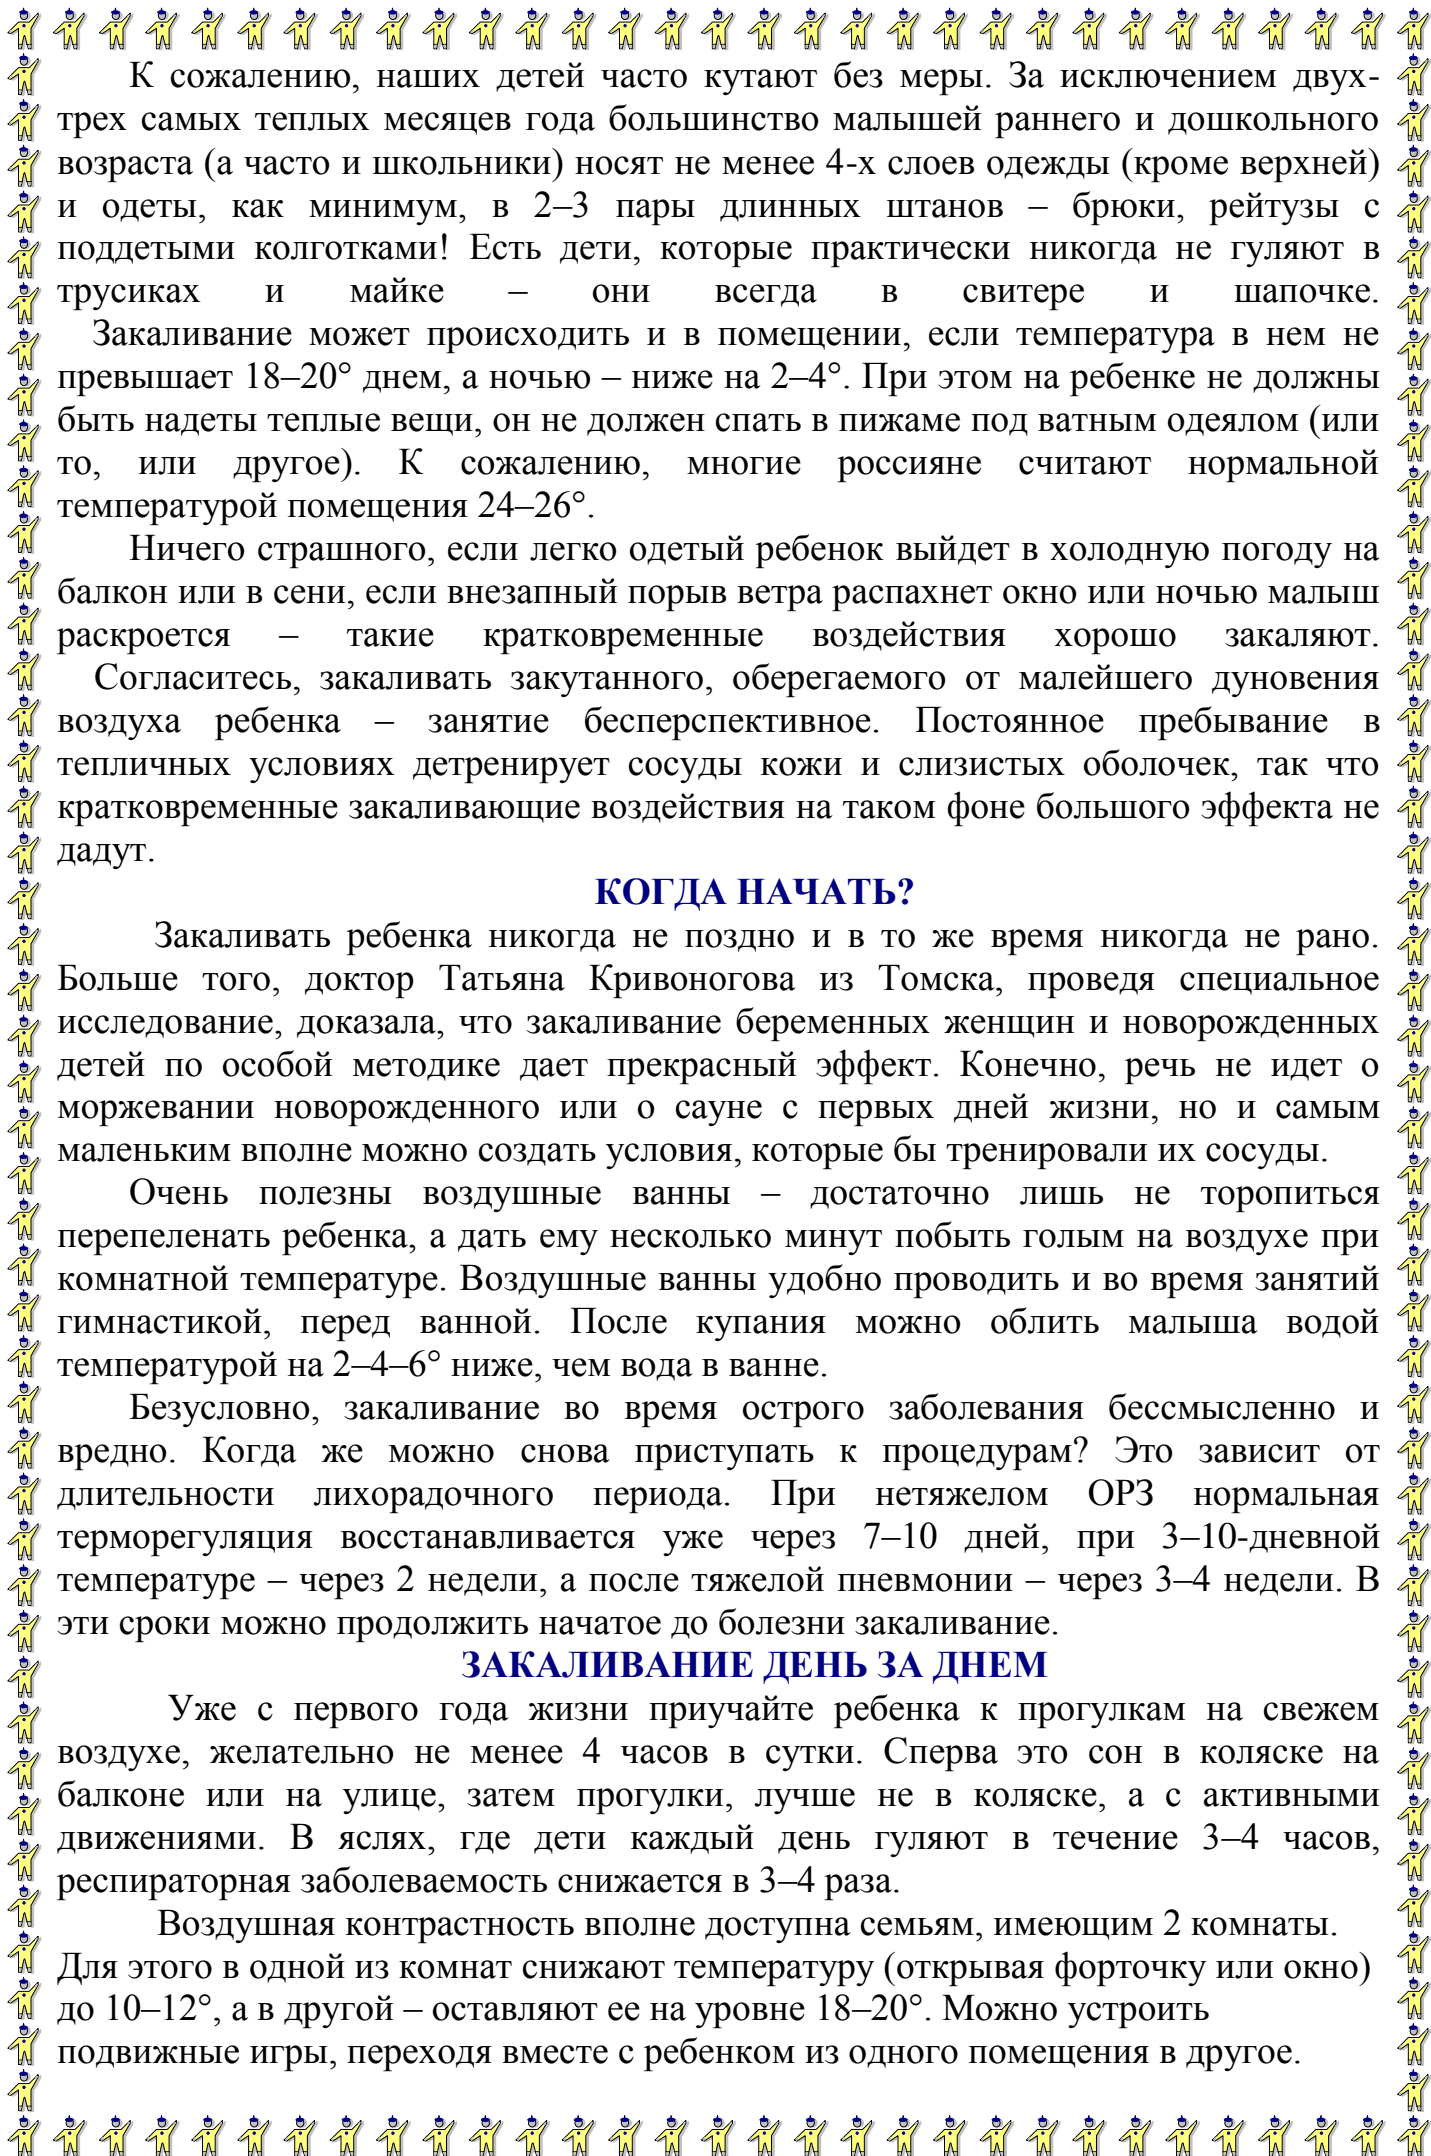 К сожалению, наших детей часто кутают без меры. За исключением двух-
трех самых теплых месяцев года большинство малышей раннего и дошкольного
возраста (а часто и школьники) носят не менее 4-х слоев одежды (кроме верхней)
и одеты, как минимум, в 2–3 пары длинных штанов – брюки, рейтузы с
поддетыми колготками! Есть дети, которые практически никогда не гуляют в
трусиках и майке – они всегда в свитере и шапочке.
Закаливание может происходить и в помещении, если температура в нем не
превышает 18–20° днем, а ночью – ниже на 2–4°. При этом на ребенке не должны
быть надеты теплые вещи, он не должен спать в пижаме под ватным одеялом (или
то, или другое). К сожалению, многие россияне считают нормальной
температурой помещения 24–26°.
Ничего страшного, если легко одетый ребенок выйдет в холодную погоду на
балкон или в сени, если внезапный порыв ветра распахнет окно или ночью малыш
раскроется – такие кратковременные воздействия хорошо закаляют.
Согласитесь, закаливать закутанного, оберегаемого от малейшего дуновения
воздуха ребенка – занятие бесперспективное. Постоянное пребывание в
тепличных условиях детренирует сосуды кожи и слизистых оболочек, так что
кратковременные закаливающие воздействия на таком фоне большого эффекта не
дадут.
КОГДА НАЧАТЬ?
Закаливать ребенка никогда не поздно и в то же время никогда не рано.
Больше того, доктор Татьяна Кривоногова из Томска, проведя специальное
исследование, доказала, что закаливание беременных женщин и новорожденных
детей по особой методике дает прекрасный эффект. Конечно, речь не идет о
моржевании новорожденного или о сауне с первых дней жизни, но и самым
маленьким вполне можно создать условия, которые бы тренировали их сосуды.
Очень полезны воздушные ванны – достаточно лишь не торопиться
перепеленать ребенка, а дать ему несколько минут побыть голым на воздухе при
комнатной температуре. Воздушные ванны удобно проводить и во время занятий
гимнастикой, перед ванной. После купания можно облить малыша водой
температурой на 2–4–6° ниже, чем вода в ванне.
Безусловно, закаливание во время острого заболевания бессмысленно и
вредно. Когда же можно снова приступать к процедурам? Это зависит от
длительности лихорадочного периода. При нетяжелом ОРЗ нормальная
терморегуляция восстанавливается уже через 7–10 дней, при 3–10-дневной
температуре – через 2 недели, а после тяжелой пневмонии – через 3–4 недели. В
эти сроки можно продолжить начатое до болезни закаливание.
ЗАКАЛИВАНИЕ ДЕНЬ ЗА ДНЕМ
Уже с первого года жизни приучайте ребенка к прогулкам на свежем
воздухе, желательно не менее 4 часов в сутки. Сперва это сон в коляске на
балконе или на улице, затем прогулки, лучше не в коляске, а с активными
движениями. В яслях, где дети каждый день гуляют в течение 3–4 часов,
респираторная заболеваемость снижается в 3–4 раза.
Воздушная контрастность вполне доступна семьям, имеющим 2 комнаты.
Для этого в одной из комнат снижают температуру (открывая форточку или окно)
до 10–12°, а в другой – оставляют ее на уровне 18–20°. Можно устроить
подвижные игры, переходя вместе с ребенком из одного помещения в другое.